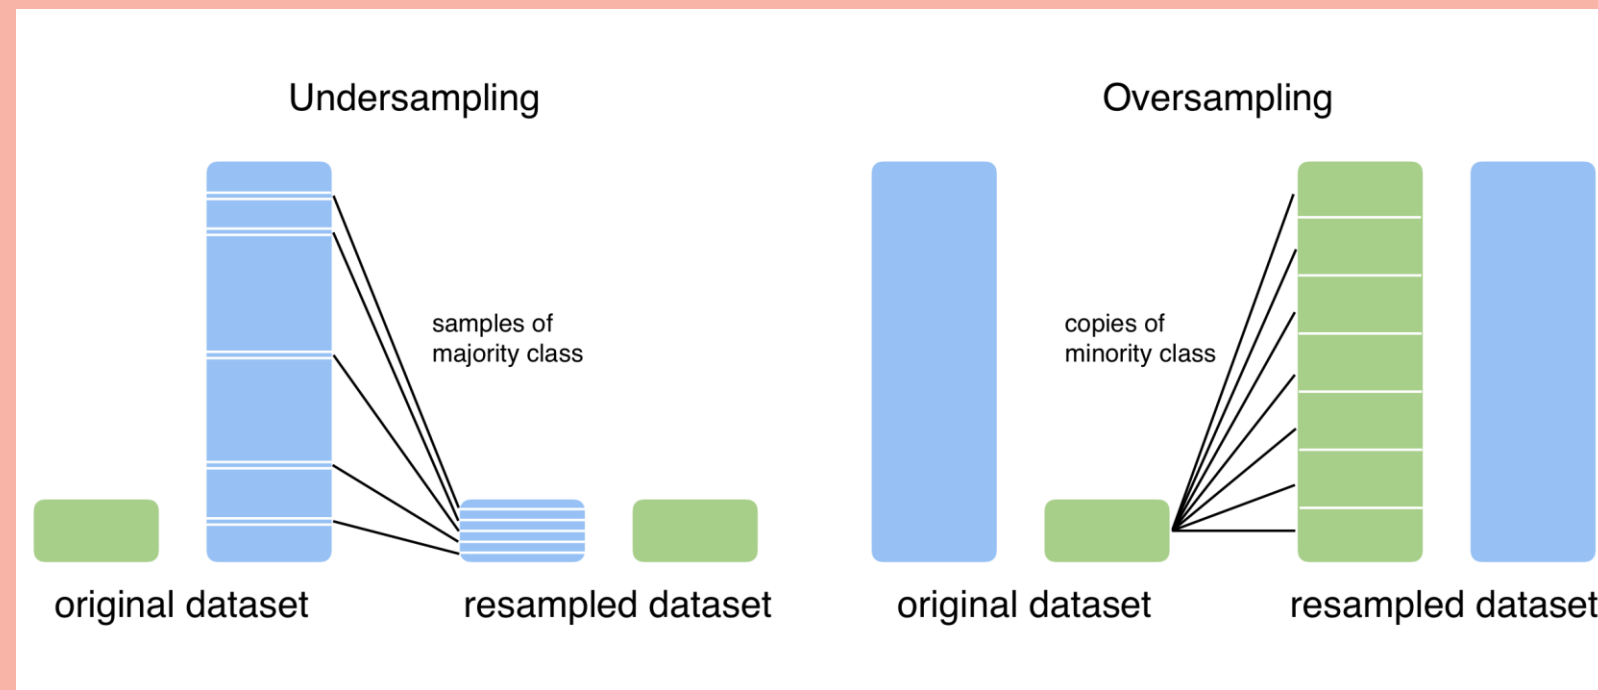 Undersampling
samples of
majority class
original dataset
resampled dataset
Oversampling
copies of
minority class
original dataset
resampled dataset